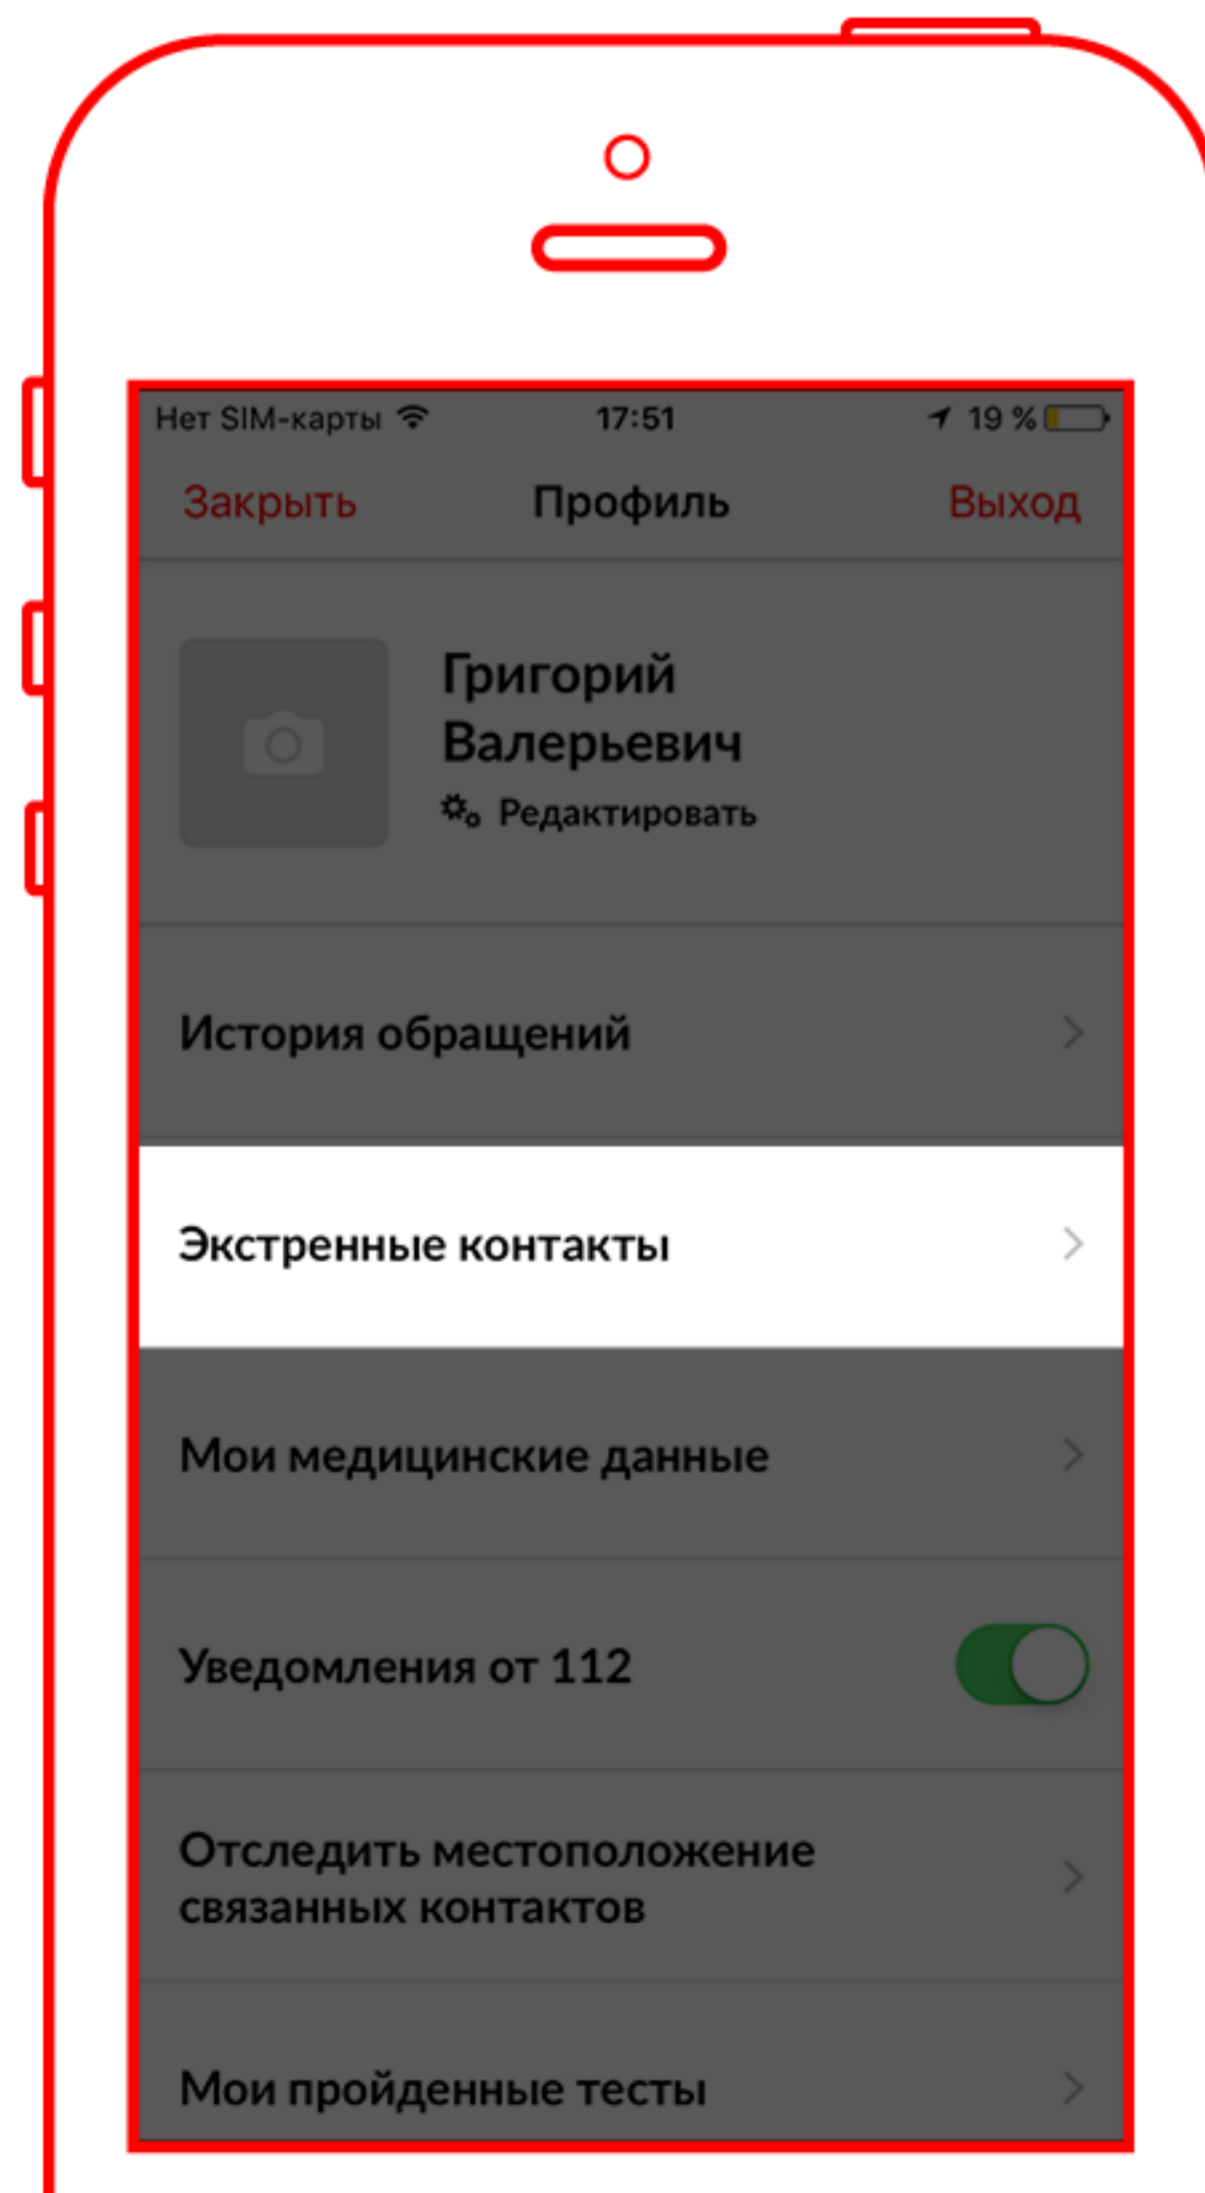 Нет SIM-карты 17:51 19 %
Закрыть Профиль Выход
Григорий
Валерьевич
Редактировать
История обращений
Экстренные контакты
Мои медицинские данные
Уведомления от 112
Отследить местоположение
связанных контактов
Мои пройденные тесты